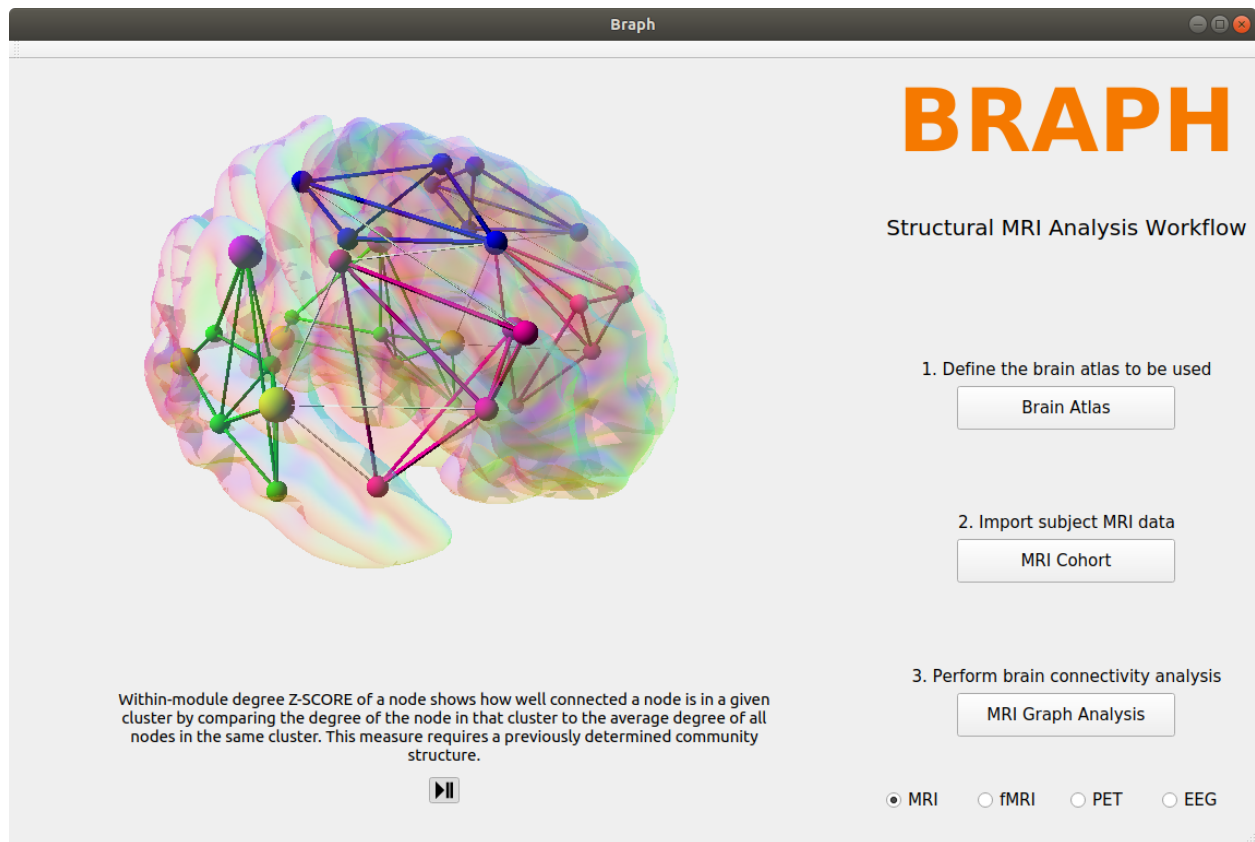 Braph
BRAPH
Structural MRI Analysis Workflow
1. Define the brain atlas to be used
Brain Atlas
2. Import subject MRI data
MRI Cohort
3. Perform brain connectivity analysis
MRI Graph Analysis
Within-module degree Z-SCORE of a node shows how well connected a node is in a given
cluster by comparing the degree of the node in that cluster to the average degree of all
nodes in the same cluster. This measure requires a previously determined community
structure.
MRI fMRI PET EEG